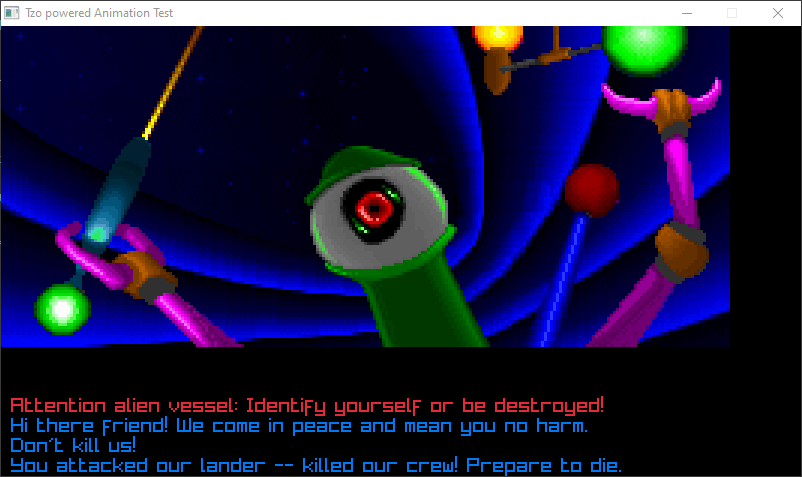 Tzo powered Animation Test
Attention alien vessel: Identify yourself or be destroyed!
Hi there friend! We come in peace and mean you no harm.
Don't kill us!
You attacked our lander -- killed our crew! Prepare to die.